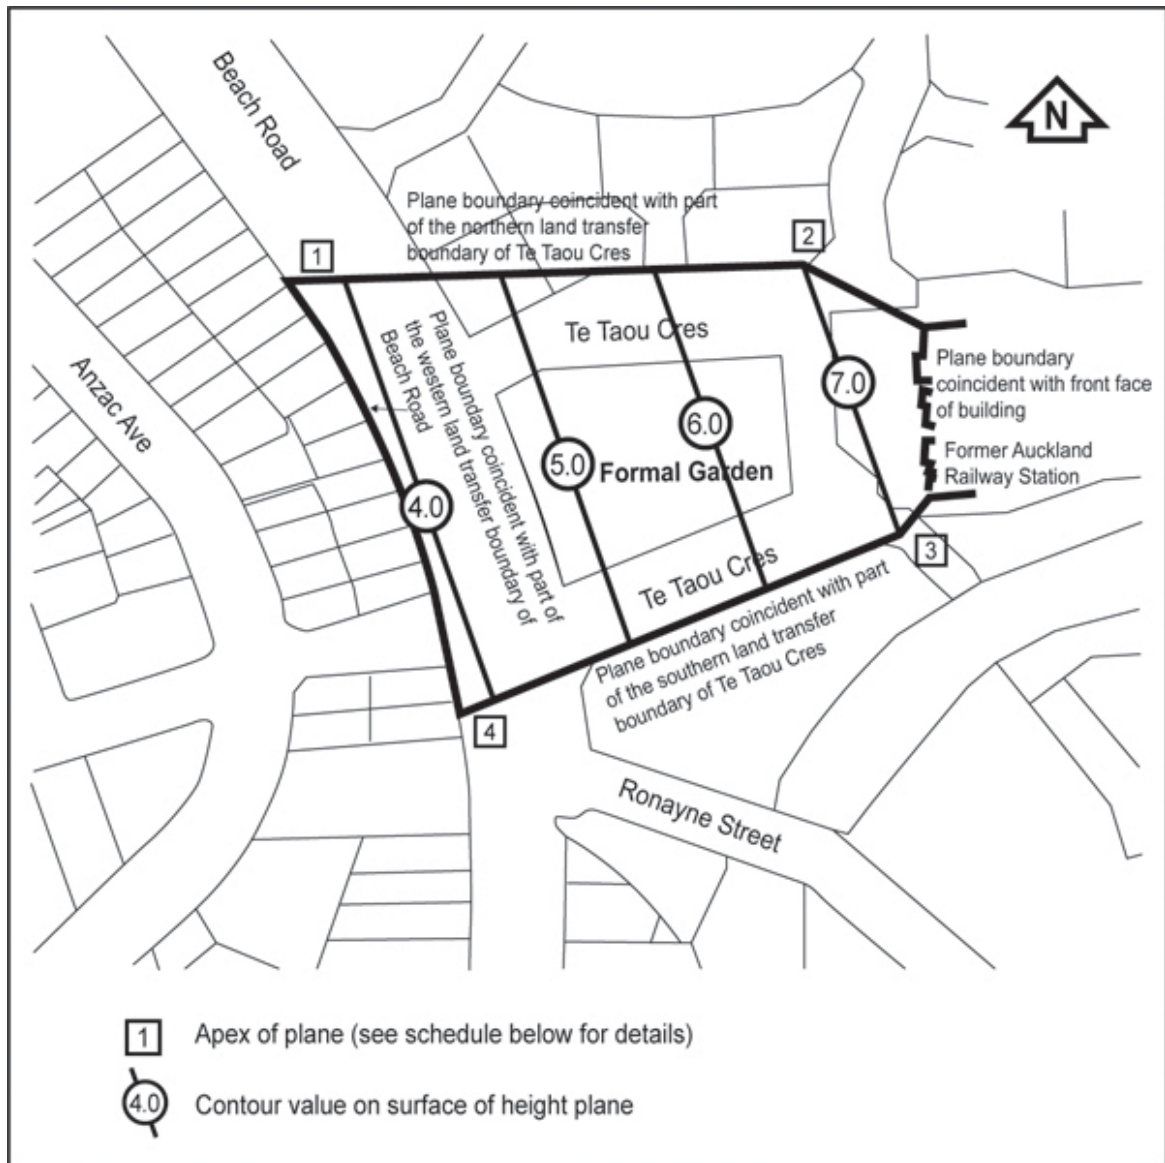 Beach Road
N
Plane boundary coincident with part
of the northern land transfer
boundary of Te Taou Cres
1
2
Te Taou Cres
Plane boundary coincident with part of
the western land transfer boundary of
Beach Road
Anzac Ave
Plane boundary
coincident with front face
of building
7.0
6.0
5.0
4.0
Formal Garden
Former Auckland
Railway Station
3
Te Taou Cres
Plane boundary coincident with part
of the southern land transfer
boundary of Te Taou Cres
4
Ronayne Street
1 Apex of plane (see schedule below for details)
4.0 Contour value on surface of height plane